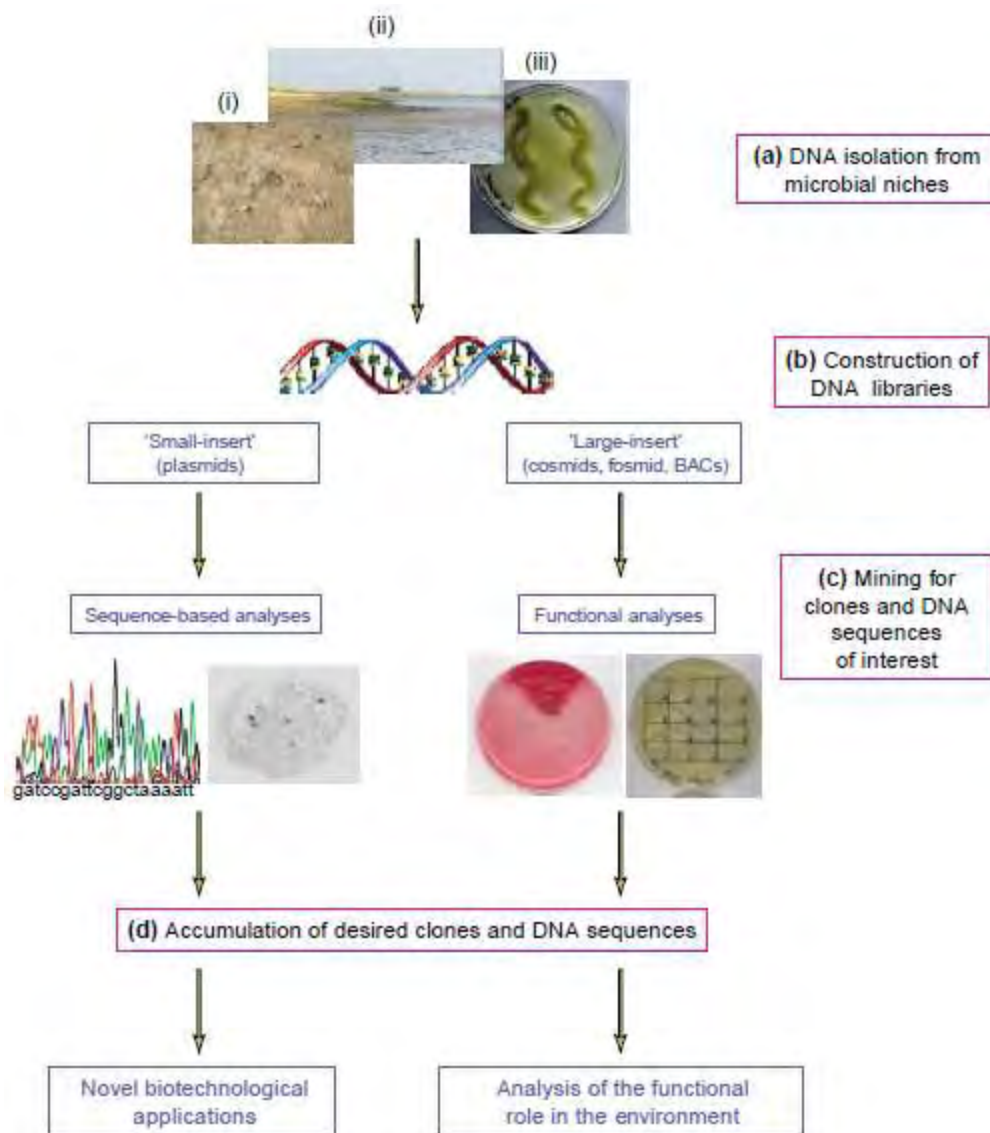 (ii)
(iii)
(i)
(a) DNA isolation from
microbial niches
(b) Construction of
DNA libraries
'Small-insert'
(plasmids)
'Large-insert'
(cosmids, fosmid, BACs)
(c) Mining for
clones and DNA
sequences
of interest
Sequence-based analyses
Functional analyses
gatccgattcggctaaaatt
(d) Accumulation of desired clones and DNA sequences
Novel biotechnological
applications
Analysis of the functional
role in the environment